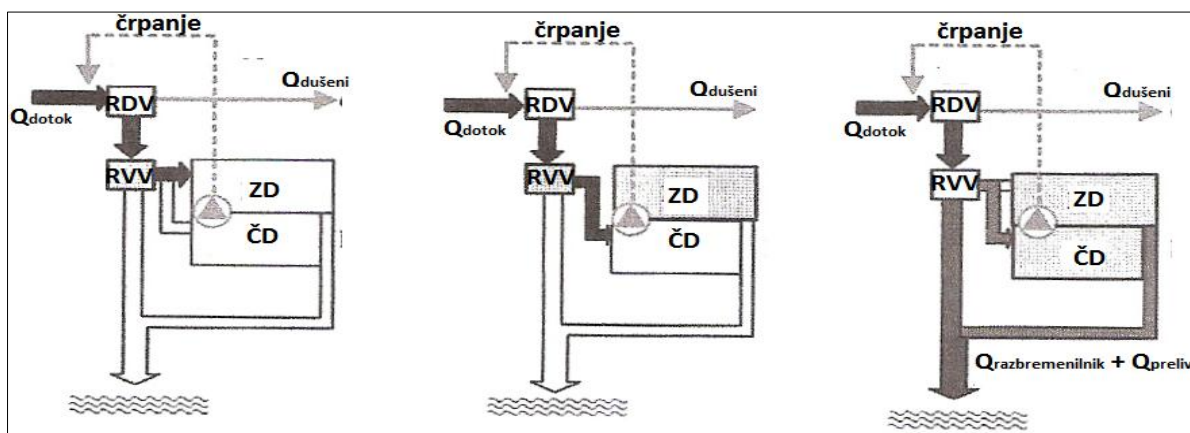 črpanje
Qdušeni
RDV
Qdotok
RVV
ZD
ČD
črpanje
Qdušeni
RDV
Qdotok
RVV
ZD
ČD
črpanje
Qdušeni
RDV
Qdotok
RVV
ZD
ČD
Qrazbremenilnik + Qpreliv